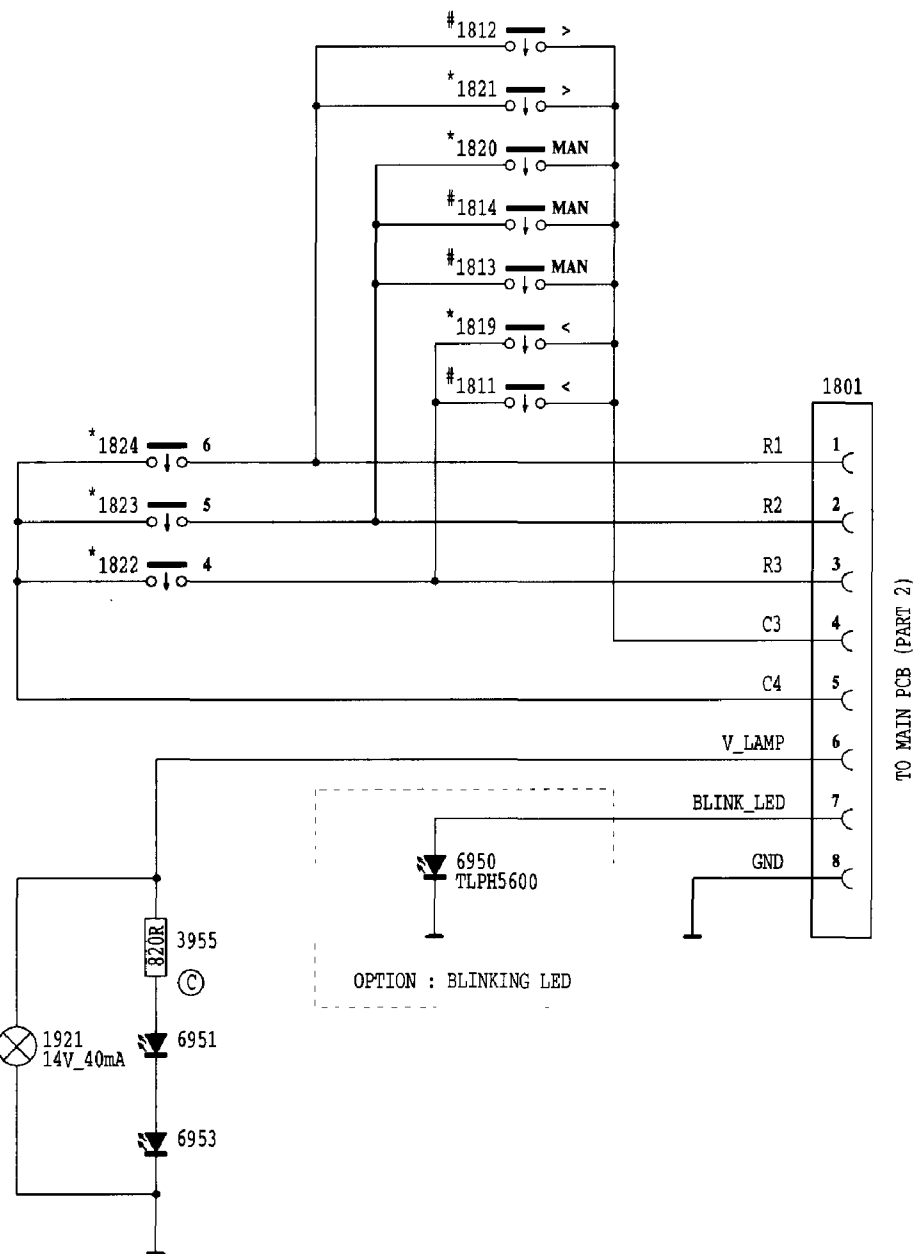 #1812 >
*1821 >
*1820 MAN
#1814 MAN
#1813 MAN
*1819 <
#1811 <
1801
*1824 6
R1 1
*1823 5
R2 2
*1822 4
R3 3
C3 4
C4 5
V_LAMP 6
BLINK_LED 7
GND 8
TO MAIN PCB (PART 2)
6950
TLPH5600
820R
3955
C
OPTION : BLINKING LED
1921
14V_40mA
6951
6953